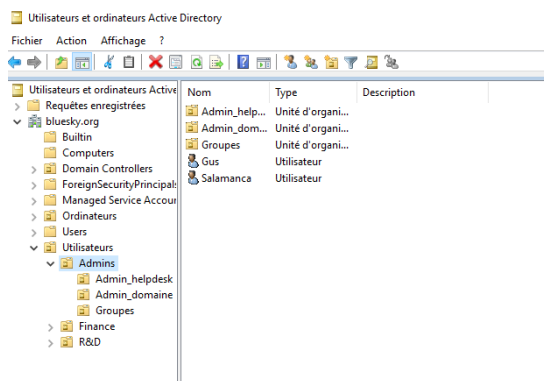 Utilisateurs et ordinateurs Active Directory
Fichier Action Affichage ?
Utilisateurs et ordinateurs Active
Requêtes enregistrées
bluesky.org
Builtin
Computers
Domain Controllers
ForeignSecurityPrincipals
Managed Service Accour
Ordinateurs
Users
Utilisateurs
Admins
Admin_helpdesk
Admin_domaine
Groupes
Finance
R&D
Nom Type Description
Admin_help... Unité d'organi...
Admin_dom... Unité d'organi...
Groupes Unité d'organi...
Gus Utilisateur
Salamanca Utilisateur